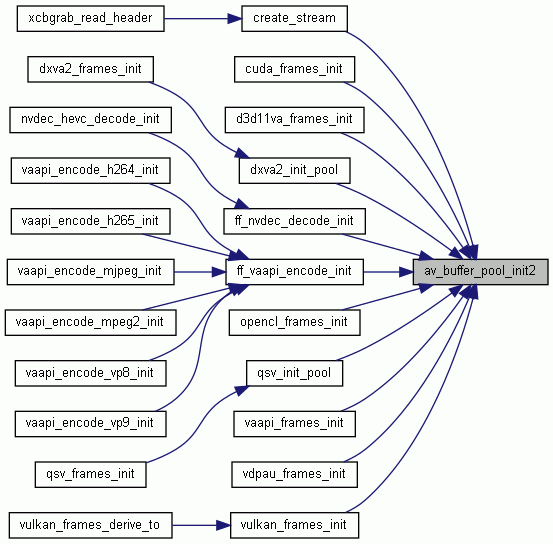 xcbgrab_read_header
create_stream
dxva2_frames_init
cuda_frames_init
nvdec_hevc_decode_init
d3d11va_frames_init
vaapi_encode_h264_init
dxva2_init_pool
vaapi_encode_h265_init
ff_nvdec_decode_init
vaapi_encode_mjpeg_init
ff_vaapi_encode_init
av_buffer_pool_init2
vaapi_encode_mpeg2_init
opencl_frames_init
vaapi_encode_vp8_init
qsv_init_pool
vaapi_encode_vp9_init
vaapi_frames_init
qsv_frames_init
vdpau_frames_init
vulkan_frames_derive_to
vulkan_frames_init